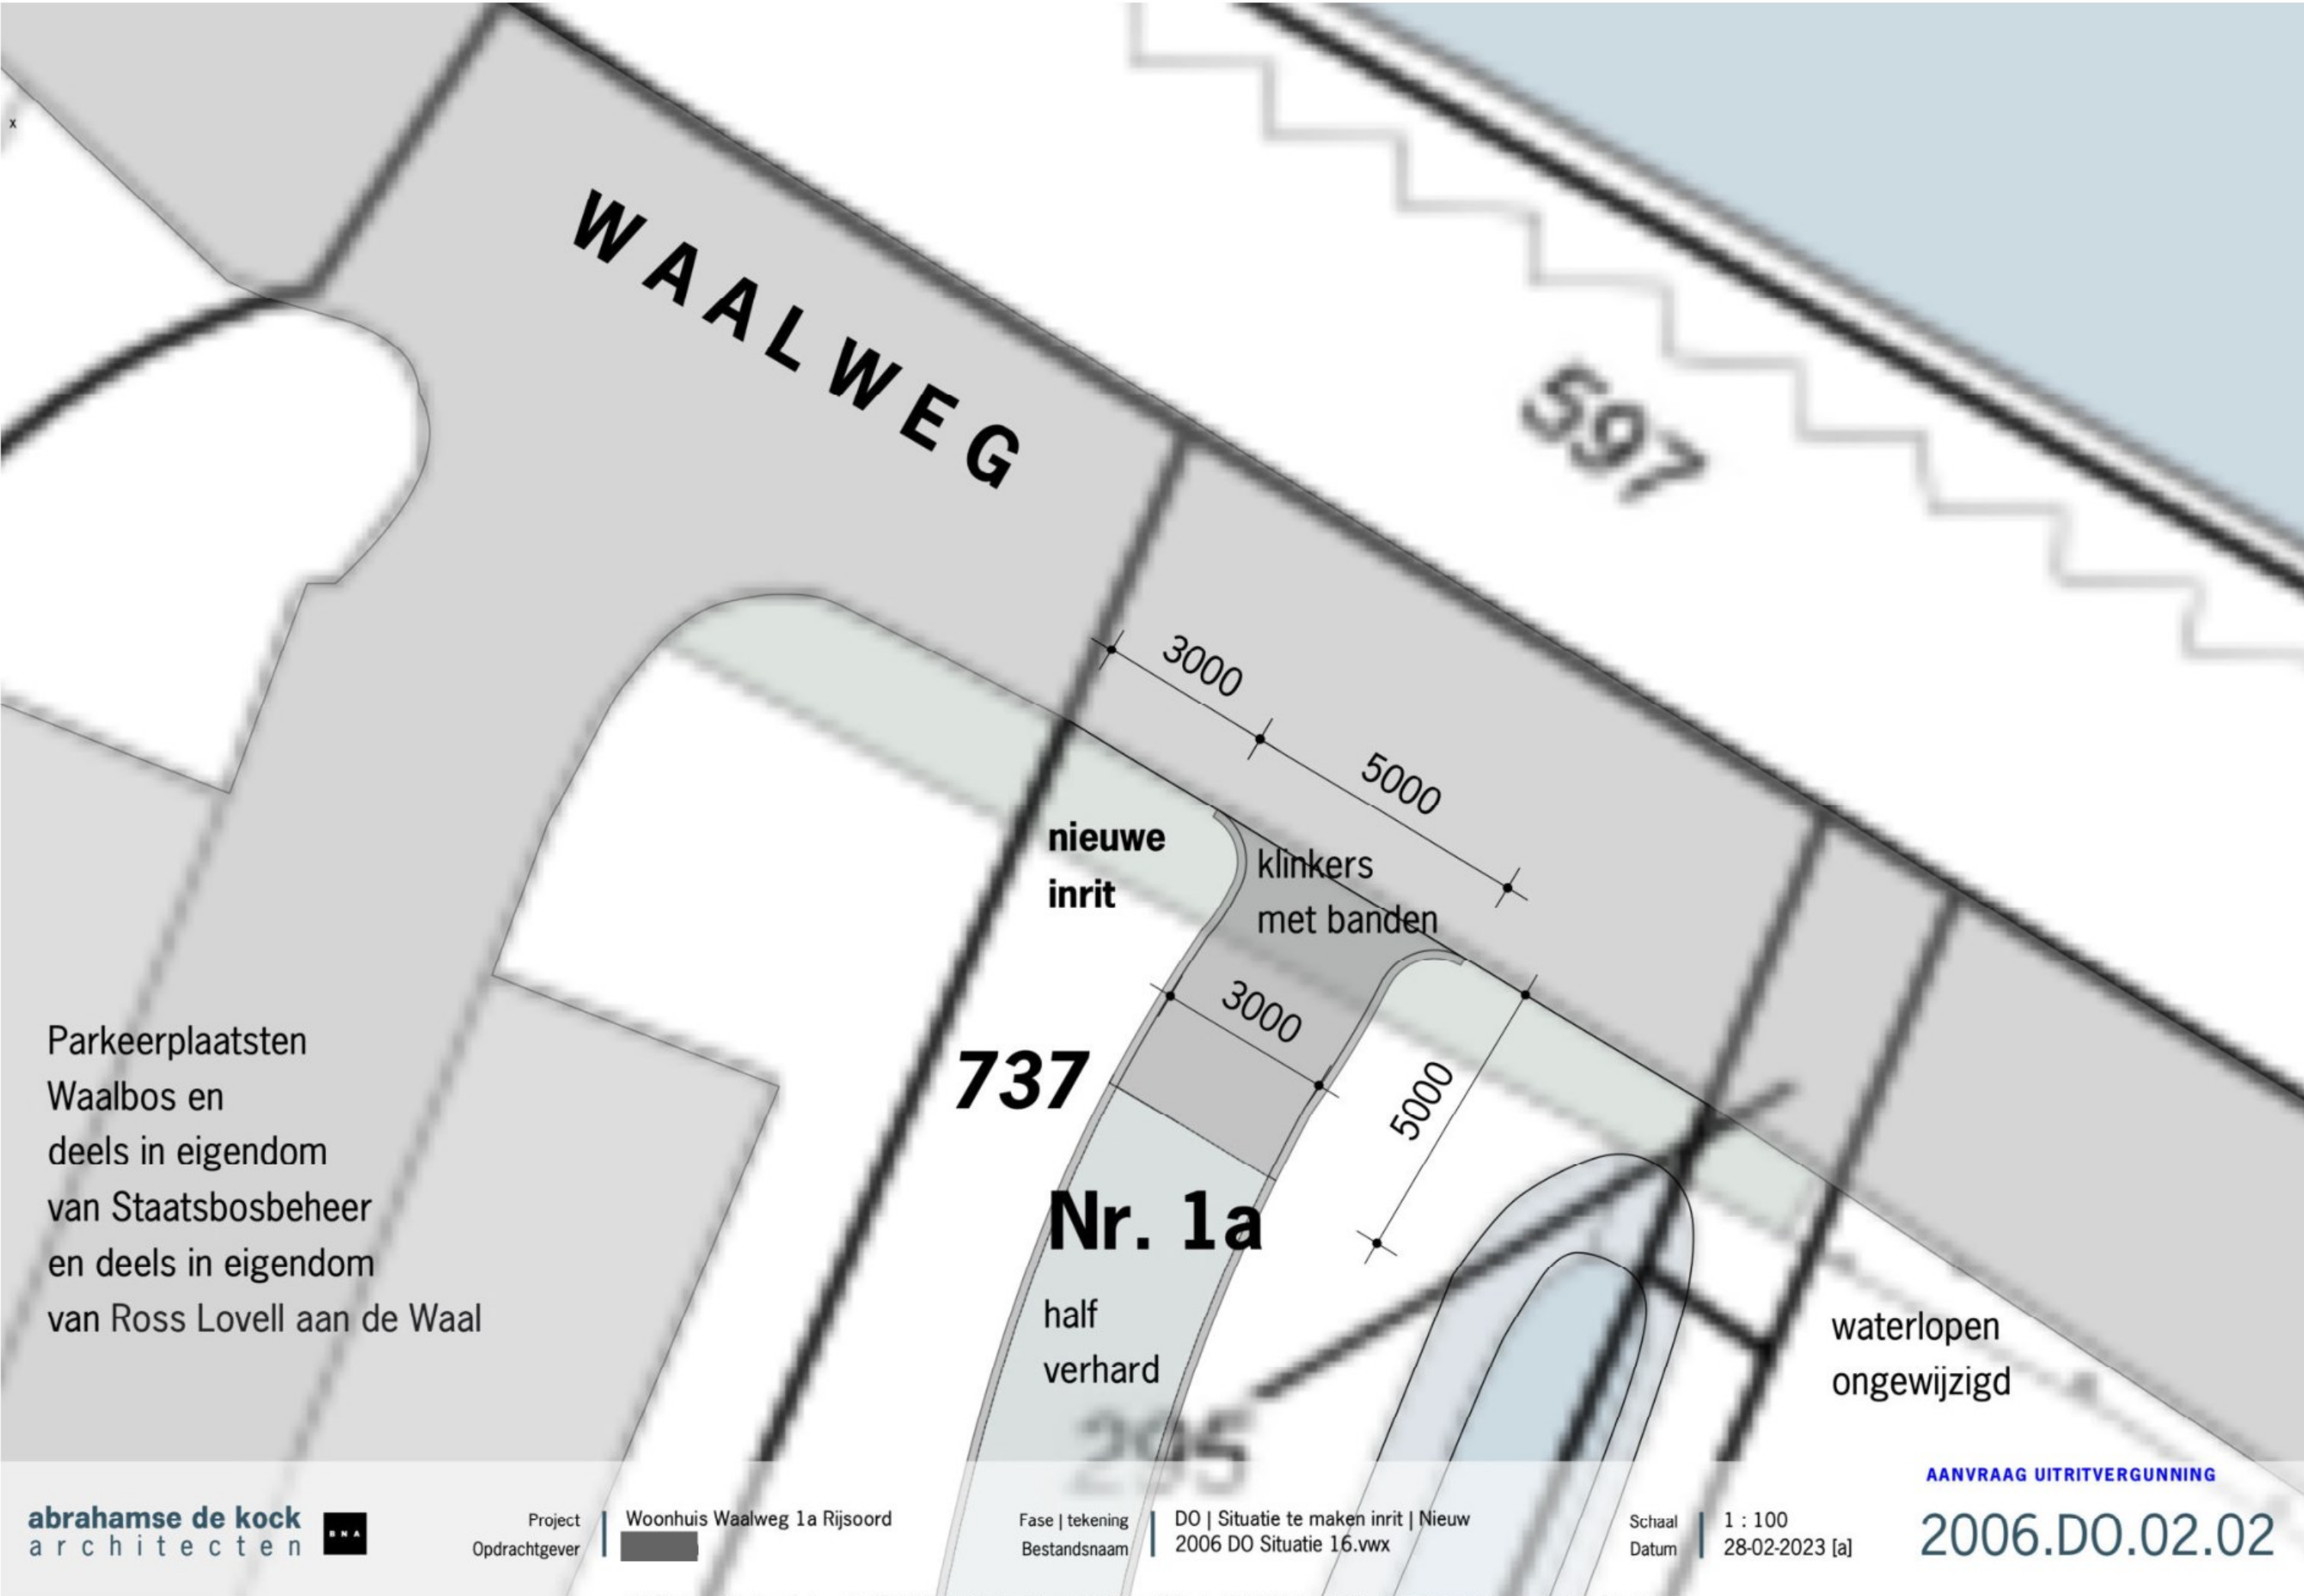 x
WAALWEG
597
3000
5000
nieuwe
inrit
klinkers
met banden
3000
5000
737
Parkeerplaatsten
Waalbos en
deels in eigendom
van Staatsbosbeheer
en deels in eigendom
van Ross Lovell aan de Waal
Nr. 1a
half
verhard
295
waterlopen
ongewijzigd
AANVRAAG UITRITVERGUNNING
abrahamse de kock
architecten
BNA
Project
Opdrachtgever
Woonhuis Waalweg 1a Rijsoord
Fase | tekening
Bestandsnaam
DO | Situatie te maken inrit | Nieuw
2006 DO Situatie 16.vwx
Schaal
Datum
1 : 100
28-02-2023 [a]
2006.DO.02.02